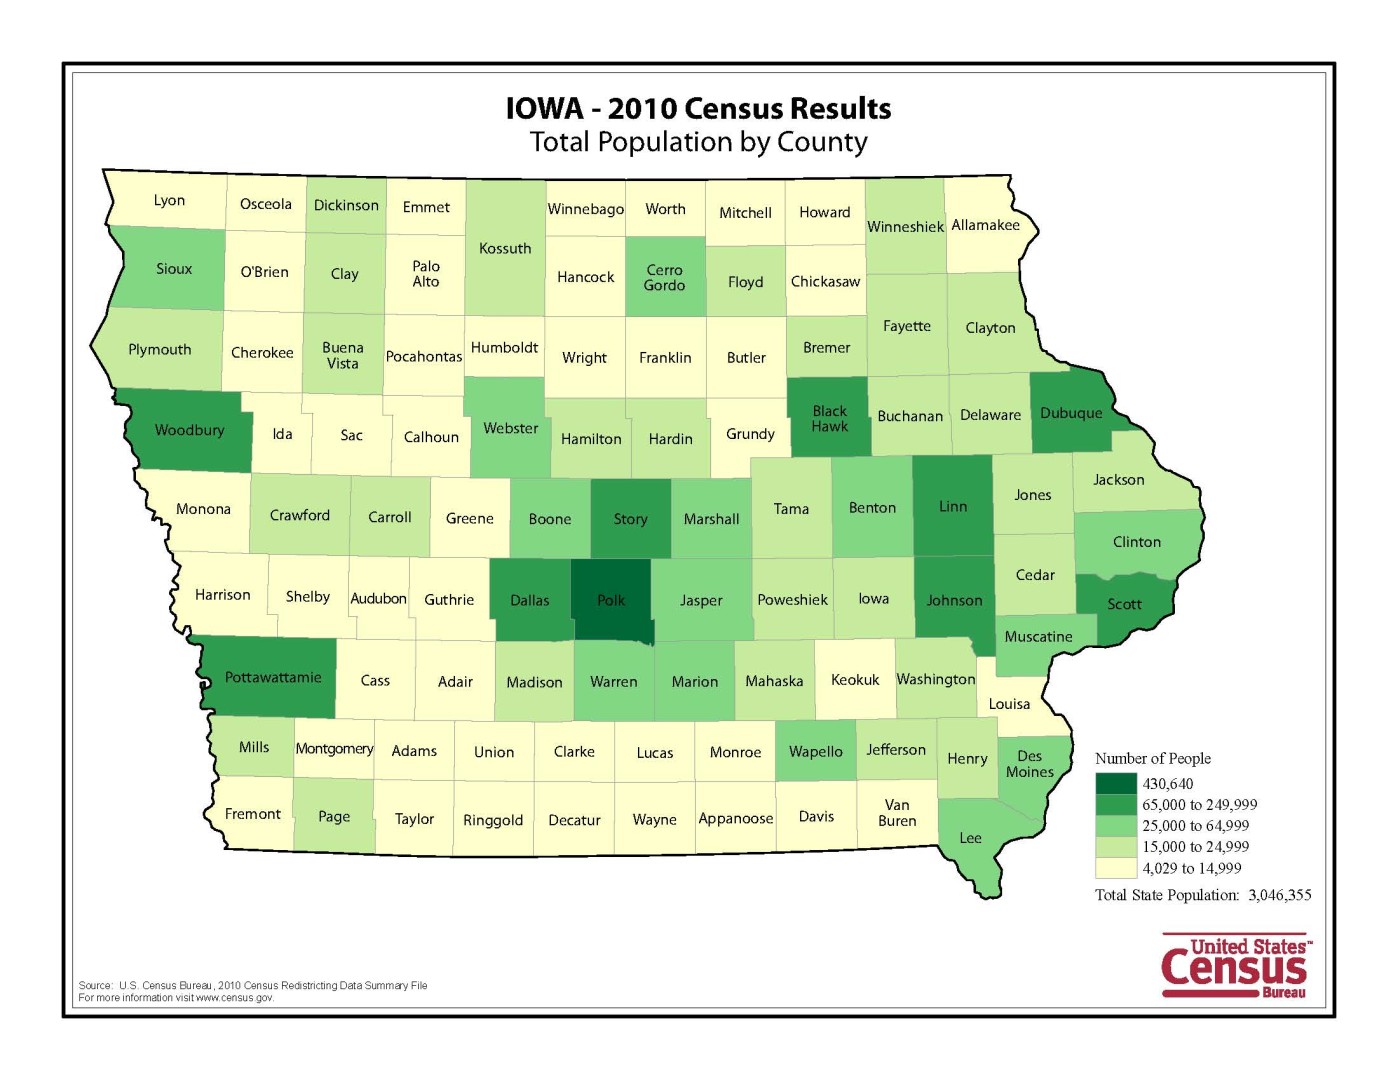 IOWA - 2010 Census Results
Total Population by County
Lyon
Osceola
Dickinson
Emmet
Kossuth
Winnebago
Worth
Mitchell
Howard
Winneshiek
Allamakee
Sioux
O'Brien
Clay
Palo
Alto
Hancock
Cerro
Gordo
Floyd
Chickasaw
Fayette
Clayton
Plymouth
Cherokee
Buena
Vista
Pocahontas
Humboldt
Wright
Franklin
Butler
Bremer
Woodbury
Ida
Sac
Calhoun
Webster
Hamilton
Hardin
Grundy
Black
Hawk
Buchanan
Delaware
Dubuque
Monona
Crawford
Carroll
Greene
Boone
Story
Marshall
Tama
Benton
Linn
Jones
Jackson
Clinton
Harrison
Shelby
Audubon
Guthrie
Dallas
Polk
Jasper
Poweshiek
Iowa
Johnson
Cedar
Scott
Muscatine
Pottawattamie
Cass
Adair
Madison
Warren
Marion
Mahaska
Keokuk
Washington
Louisa
Mills
Montgomery
Adams
Union
Clarke
Lucas
Monroe
Wapello
Jefferson
Henry
Des
Moines
Fremont
Page
Taylor
Ringgold
Decatur
Wayne
Appanoose
Davis
Van
Buren
Lee
Number of People
430,640
65,000 to 249,999
25,000 to 64,999
15,000 to 24,999
4,029 to 14,999
Total State Population: 3,046,355
United States™
Census
Bureau
Source: U.S. Census Bureau, 2010 Census Redistricting Data Summary File
For more information visit www.census.gov.